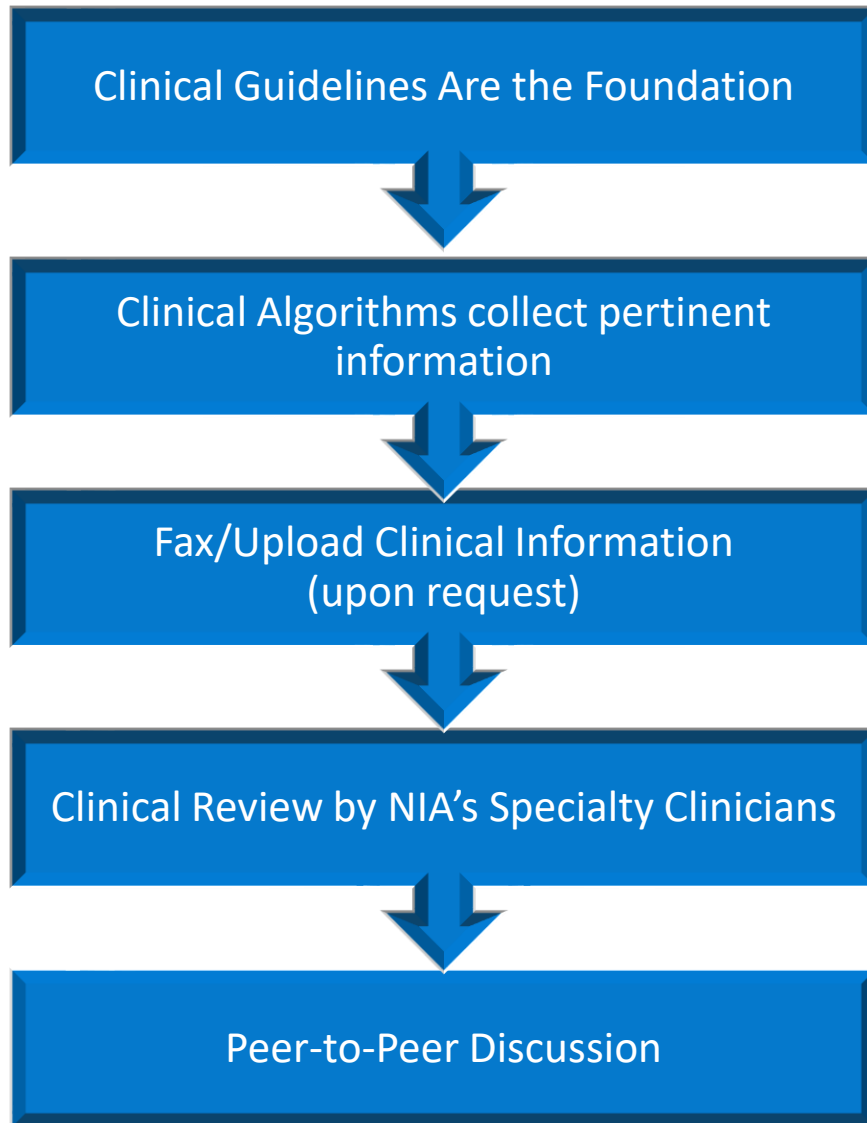 Clinical Guidelines Are the Foundation
Clinical Algorithms collect pertinent
information
Fax/Upload Clinical Information
(upon request)
Clinical Review by NIA’s Specialty Clinicians
Peer-to-Peer Discussion